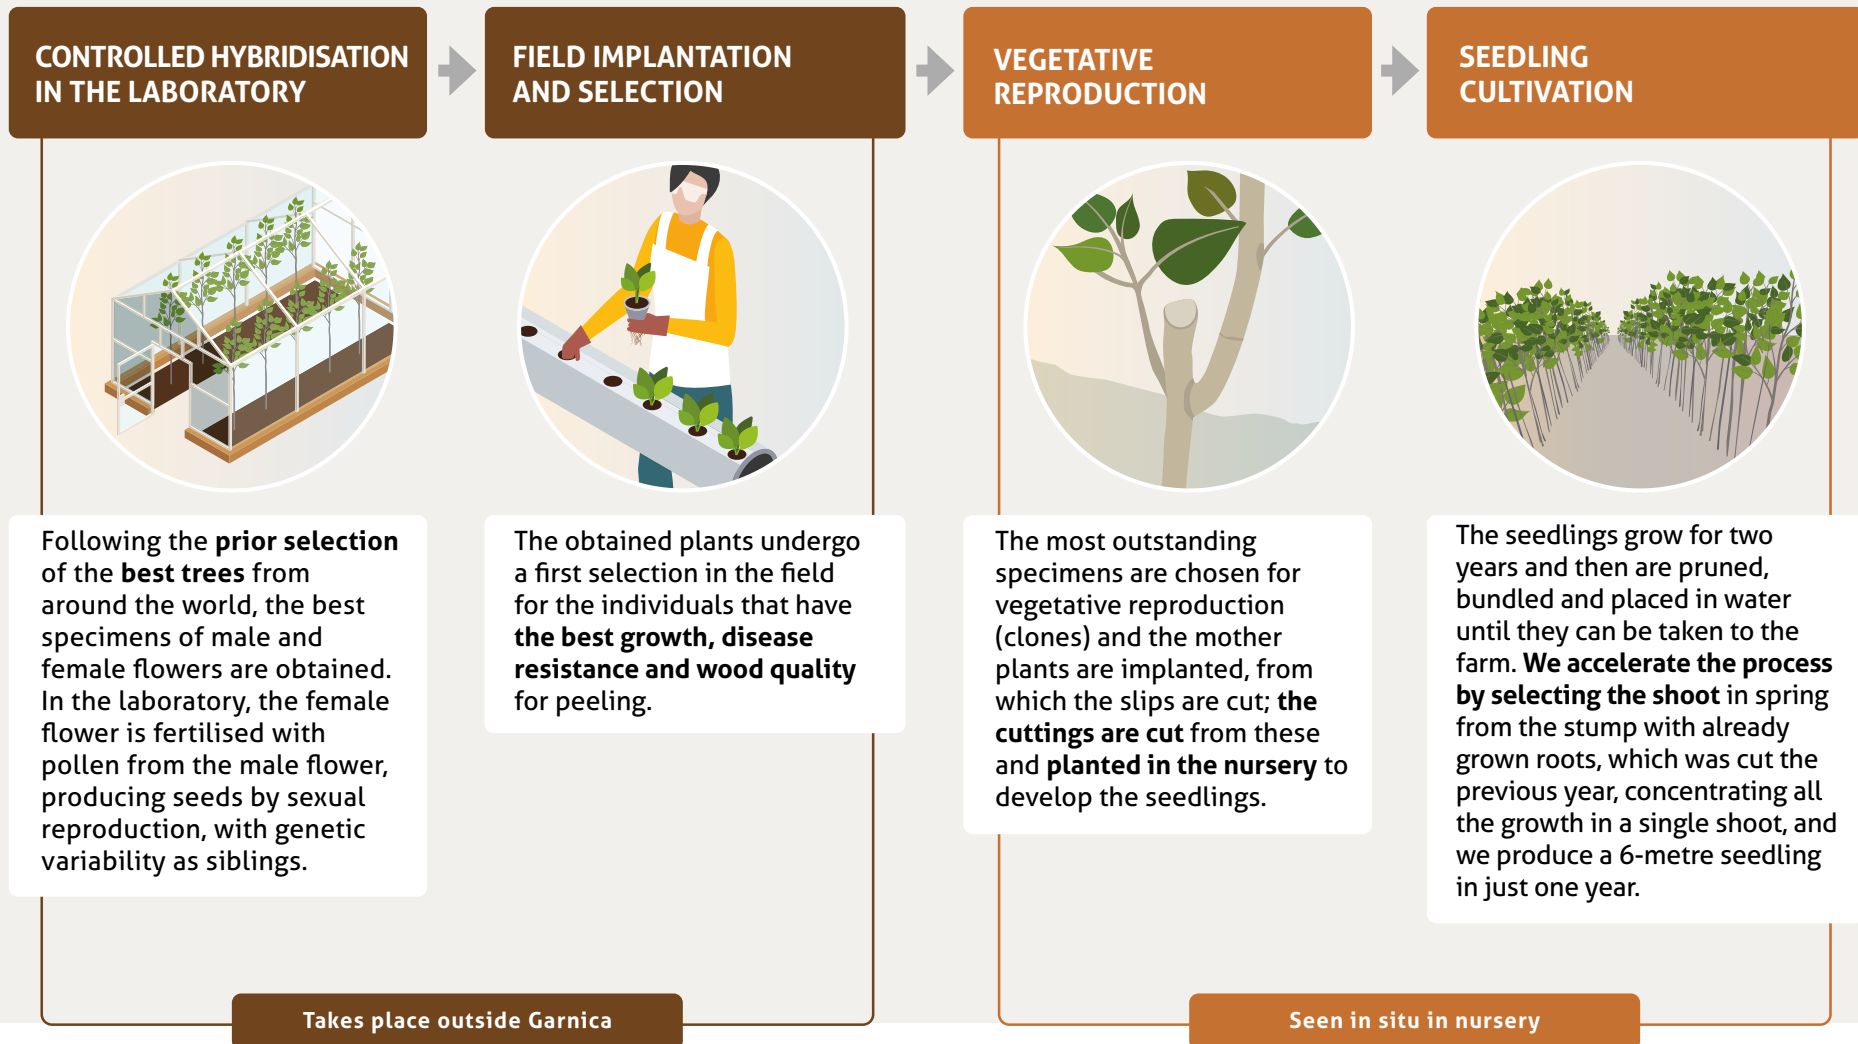 CONTROLLED HYBRIDISATION
IN THE LABORATORY
FIELD IMPLANTATION
AND SELECTION
VEGETATIVE
REPRODUCTION
SEEDLING
CULTIVATION
Following the prior selection
of the best trees from
around the world, the best
specimens of male and
female flowers are obtained.
In the laboratory, the female
flower is fertilised with
pollen from the male flower,
producing seeds by sexual
reproduction, with genetic
variability as siblings.
The obtained plants undergo
a first selection in the field
for the individuals that have
the best growth, disease
resistance and wood quality
for peeling.
The most outstanding
specimens are chosen for
vegetative reproduction
(clones) and the mother
plants are implanted, from
which the slips are cut; the
cuttings are cut from these
and planted in the nursery to
develop the seedlings.
The seedlings grow for two
years and then are pruned,
bundled and placed in water
until they can be taken to the
farm. We accelerate the process
by selecting the shoot in spring
from the stump with already
grown roots, which was cut the
previous year, concentrating all
the growth in a single shoot, and
we produce a 6-metre seedling
in just one year.
Takes place outside Garnica
Seen in situ in nursery